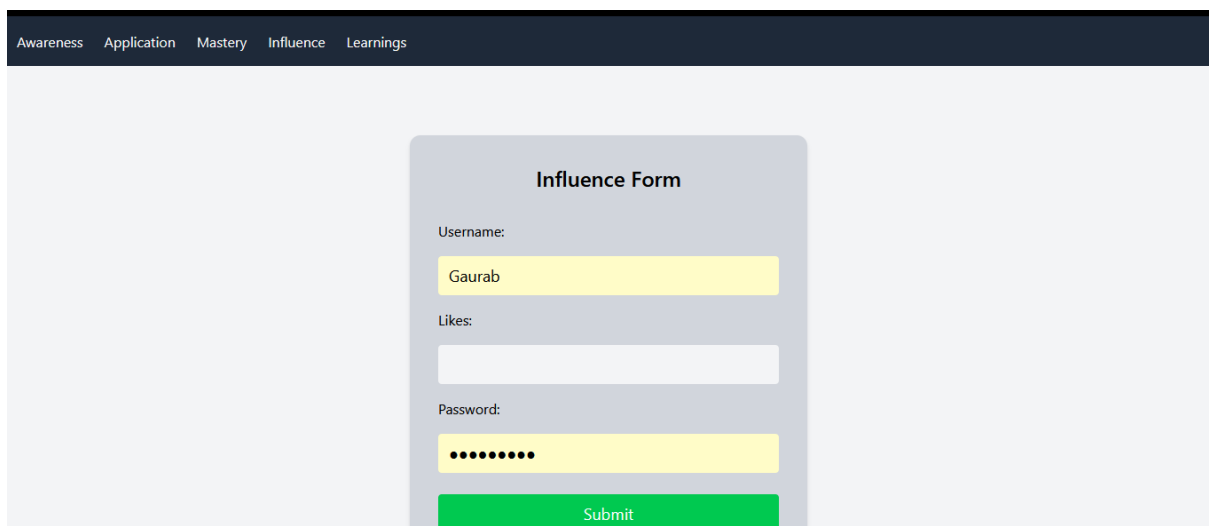 Awareness Application Mastery Influence Learnings
Influence Form
Username:
Gaurab
Likes:
Password:
•••••••••
Submit